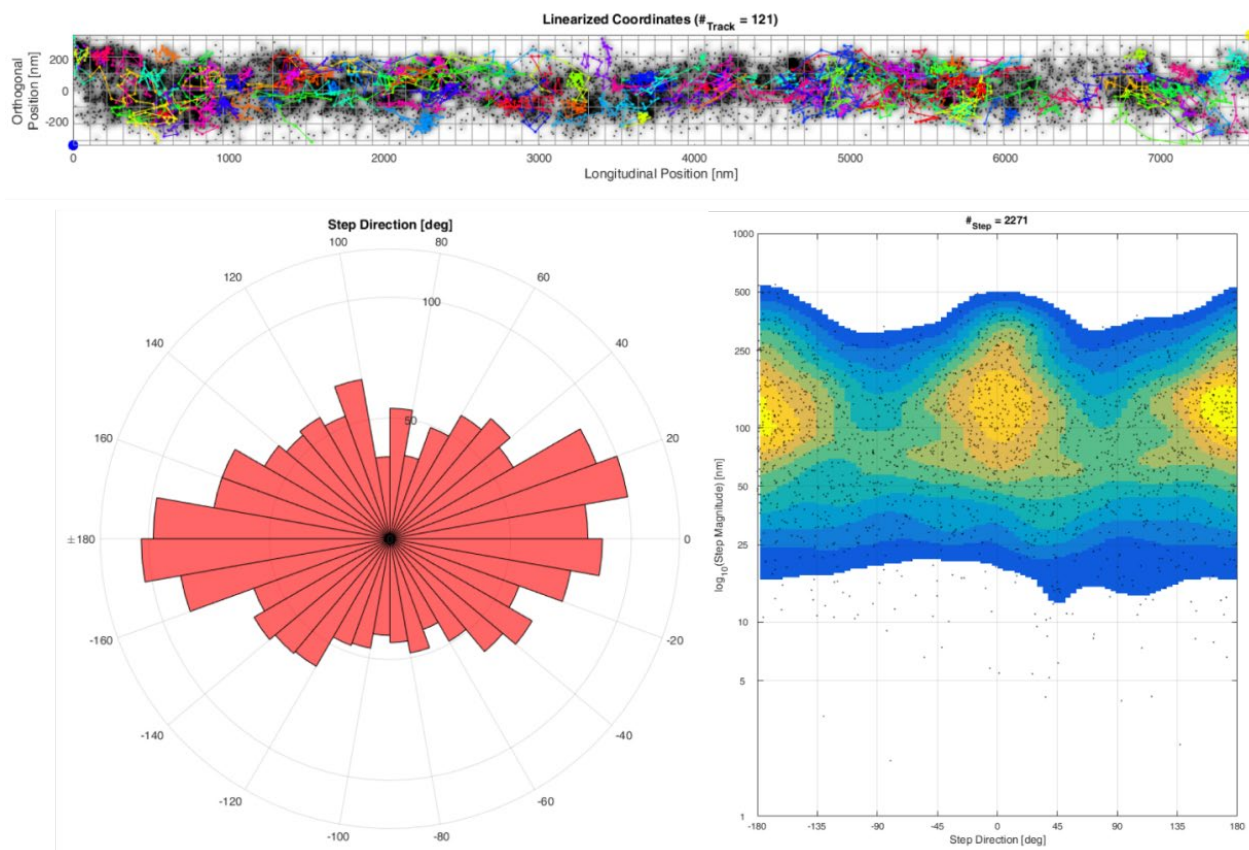 Linearized Coordinates (#Track = 121)
Orthogonal
Position [nm]
200
0
-200
0 1000 2000 3000 4000 5000 6000 7000
Longitudinal Position [nm]
Step Direction [deg]
100 80
120 60
100
140 40
50
160 20
±180 0
-160 -20
-140 -40
-120 -60
-100 -80
#Step = 2271
log10(Step Magnitude) [nm]
1000
500
250
100
50
25
10
5
1
-180 -135 -90 -45 0 45 90 135 180
Step Direction [deg]